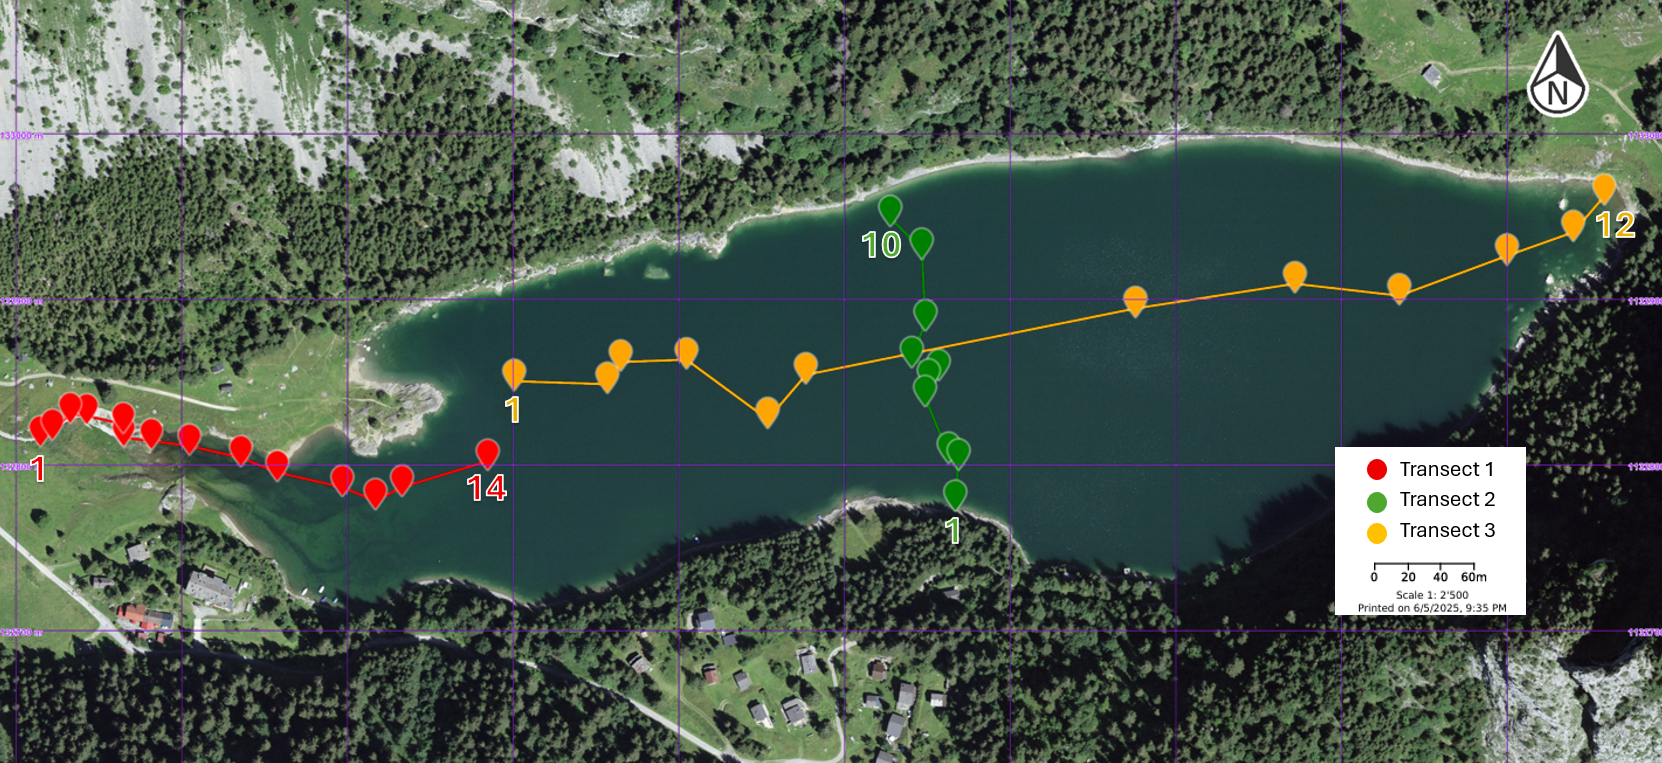 N
133000 m
10
12
1
1
14
1
Transect 1
Transect 2
Transect 3
0 20 40 60m
Scale 1: 2'500
Printed on 6/5/2025, 9:35 PM